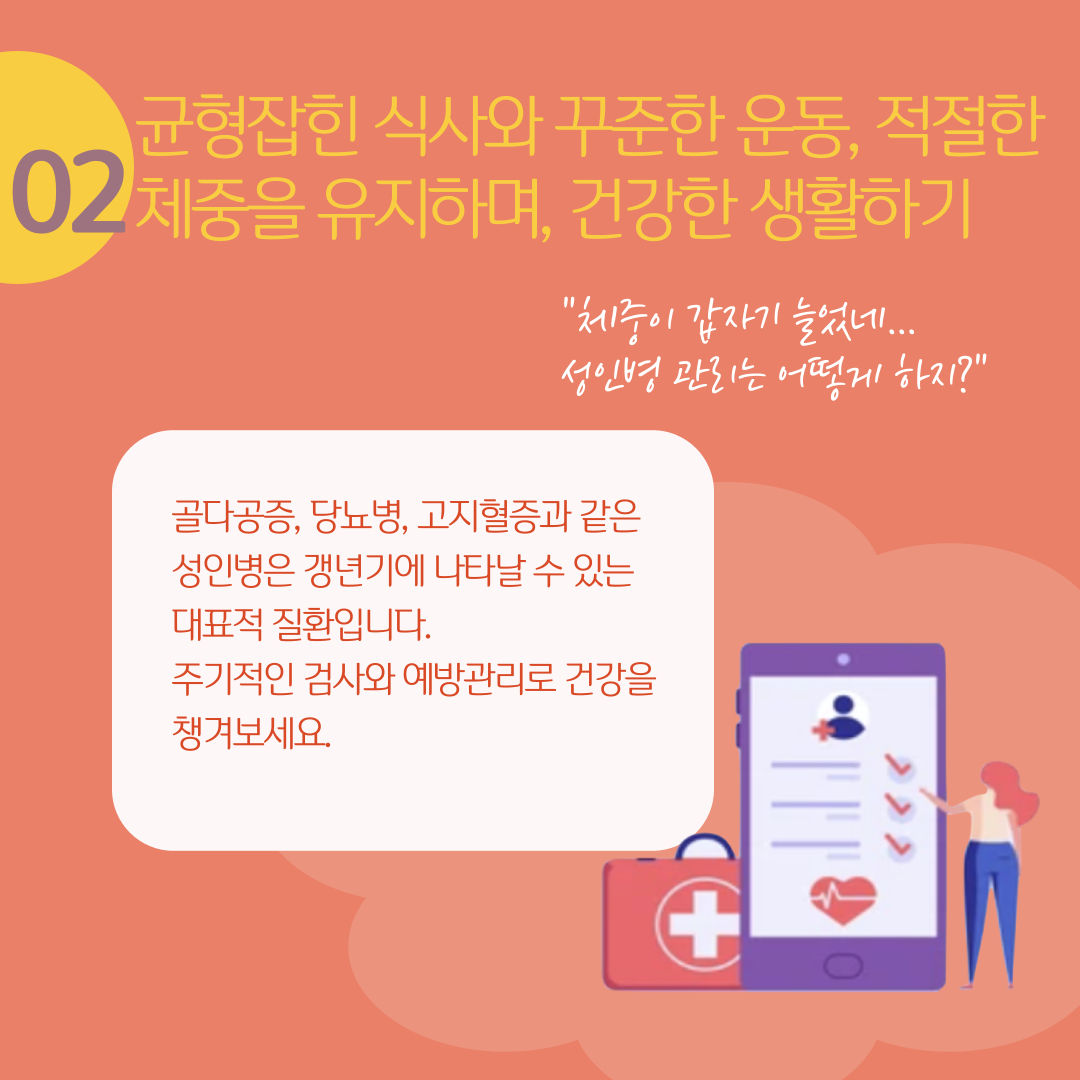 02
균형잡힌 식사와 꾸준한 운동, 적절한
체중을 유지하며, 건강한 생활하기
"체중이 갑자기 늘었네...
성인병 관리는 어떻게 하지?"
골다공증, 당뇨병, 고지혈증과 같은
성인병은 갱년기에 나타날 수 있는
대표적 질환입니다.
주기적인 검사와 예방관리로 건강을
챙겨보세요.